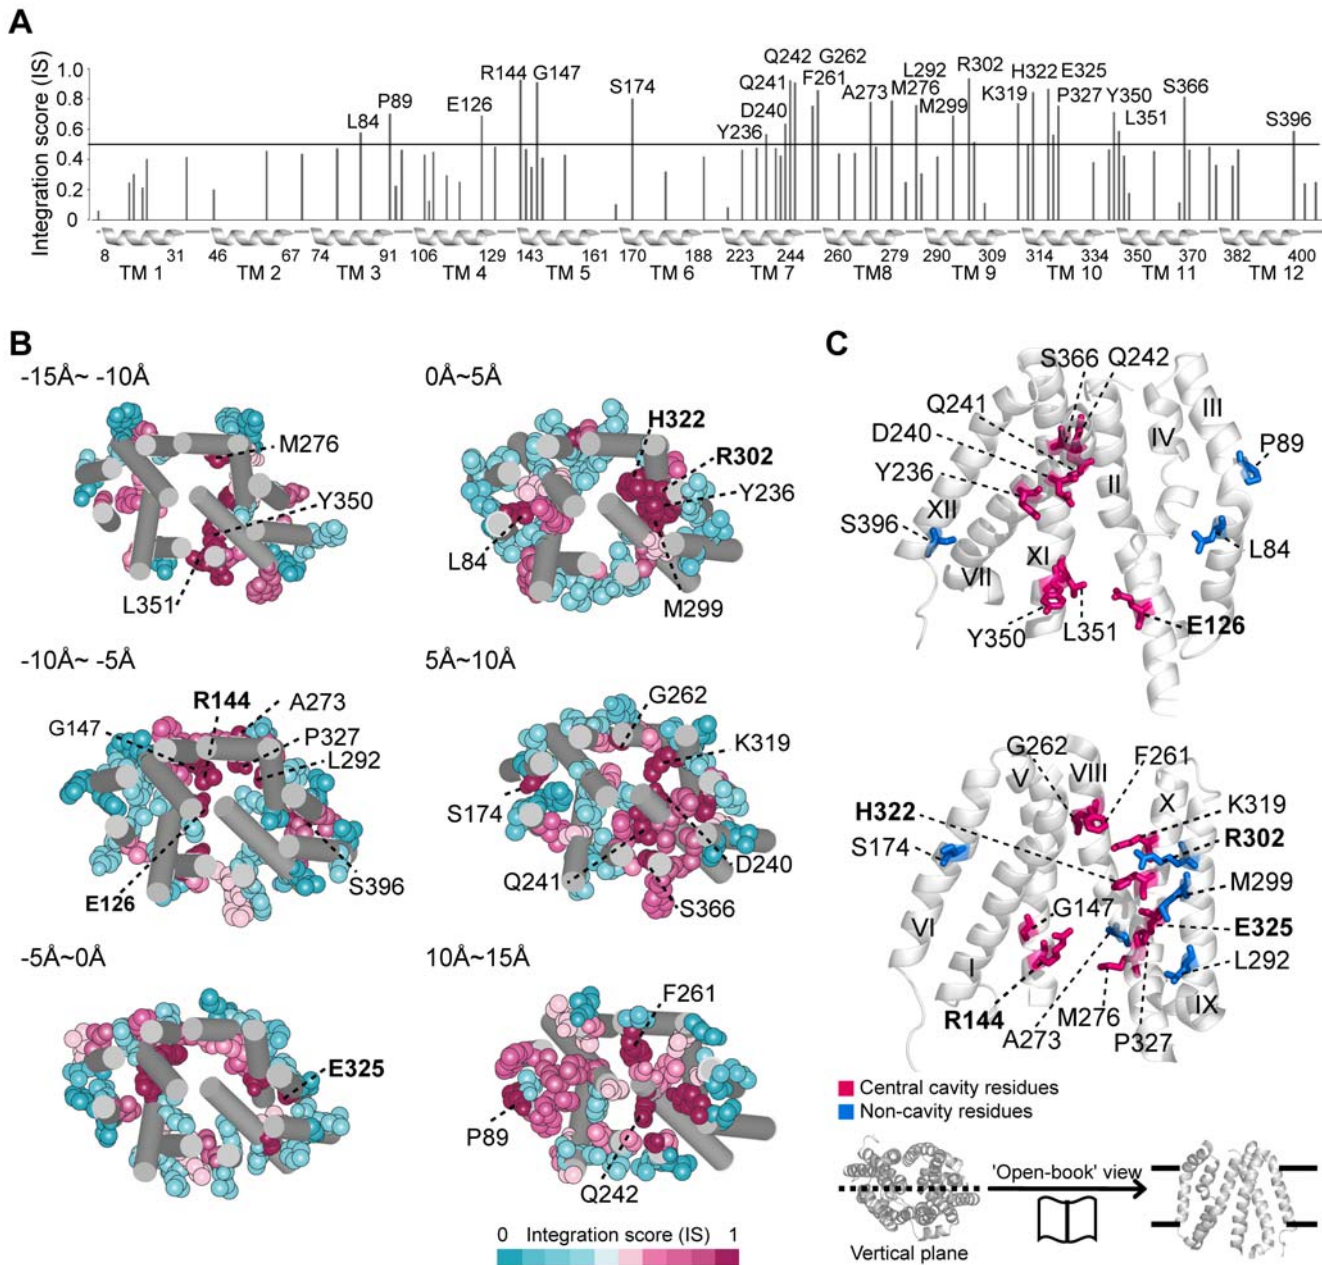 A
Integration score (IS)
1.0
0.8
0.6
0.4
0.2
0
L84
P89
E126
R144 G147
S174
Y236
D240
Q241
Q242
G262
F261
A273
M276
L292
M299
R302
K319
H322 E325
P327
Y350
L351
S366
S396
8 31 46 67 74 91 106 129 143 161 170 188 223 244 260 279 290 309 314 334 350 370 382 400
TM 1 TM 2 TM 3 TM 4 TM 5 TM 6 TM 7 TM8 TM 9 TM 10 TM 11 TM 12
B
-15Å~ -10Å
M276
Y350
L351
0Å~5Å
H322
R302
Y236
L84
M299
-10Å~ -5Å
R144
A273
G147
P327
L292
E126
S396
5Å~10Å
G262
K319
S174
D240
Q241
S366
-5Å~0Å
E325
10Å~15Å
F261
P89
Q242
0 Integration score (IS) 1
C
S366 Q242
Q241
D240
Y236
S396
III
IV
P89
II
XII
L84
XI
VII
Y350
L351
E126
G262
V
VIII
F261
X
H322
K319
R302
S174
M299
G147
E325
VI
I
L292
R144
A273
M276
P327
IX
Central cavity residues
Non-cavity residues
'Open-book' view
Vertical plane